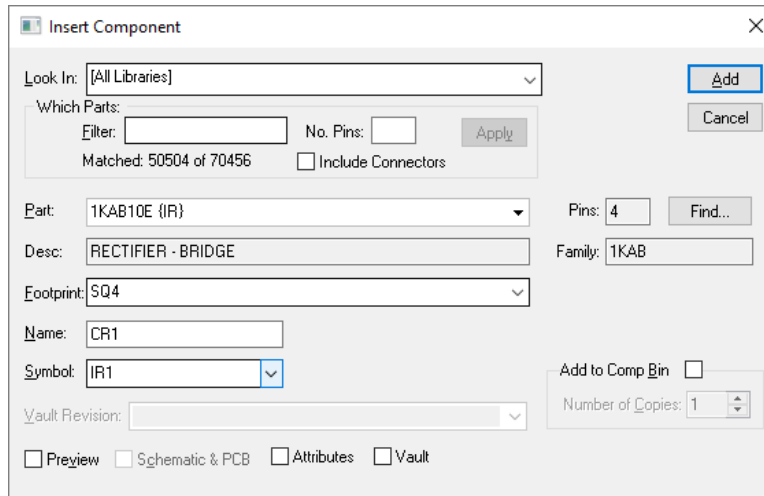 Insert Component
Look In: [All Libraries]
Add
Which Parts:
Cancel
Filter: No. Pins: Apply
Matched: 50504 of 70456 Include Connectors
Part: 1KAB10E {IR} Pins: 4 Find...
Desc: RECTIFIER - BRIDGE Family: 1KAB
Footprint: SQ4
Name: CR1
Symbol: IR1 Add to Comp Bin
Vault Revision: Number of Copies: 1
Preview Schematic & PCB Attributes Vault